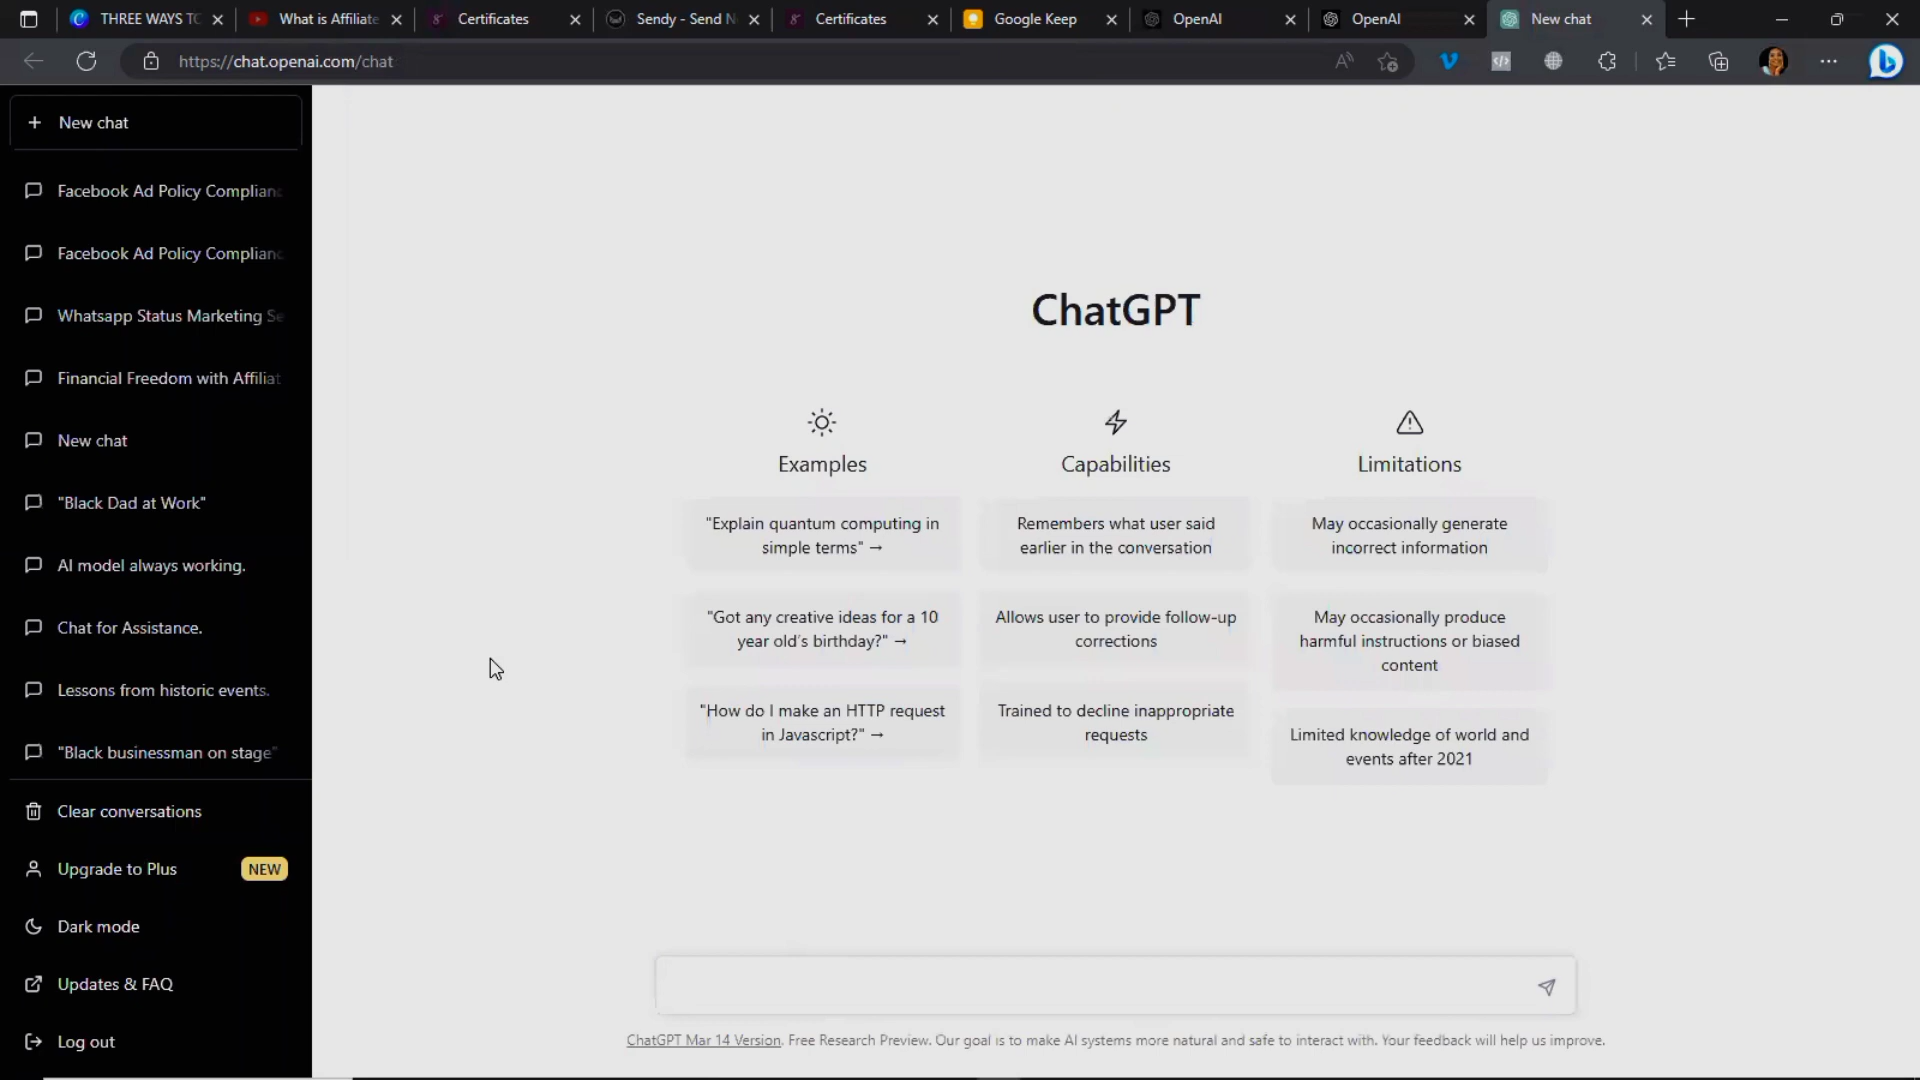 THREE WAYS TO
What is Affiliate
Certificates
Sendy - Send N
Certificates
Google Keep
OpenAI
OpenAI
New chat
https://chat.openai.com/chat
New chat
Facebook Ad Policy Complianc
Facebook Ad Policy Complianc
Whatsapp Status Marketing Se
Financial Freedom with Affiliat
New chat
"Black Dad at Work"
AI model always working.
Chat for Assistance.
Lessons from historic events.
"Black businessman on stage"
Clear conversations
Upgrade to Plus
NEW
Dark mode
Updates & FAQ
Log out
ChatGPT
Examples
"Explain quantum computing in
simple terms" →
"Got any creative ideas for a 10
year old's birthday?" →
"How do I make an HTTP request
in Javascript?" →
Capabilities
Remembers what user said
earlier in the conversation
Allows user to provide follow-up
corrections
Trained to decline inappropriate
requests
Limitations
May occasionally generate
incorrect information
May occasionally produce
harmful instructions or biased
content
Limited knowledge of world and
events after 2021
ChatGPT Mar 14 Version. Free Research Preview. Our goal is to make AI systems more natural and safe to interact with. Your feedback will help us improve.